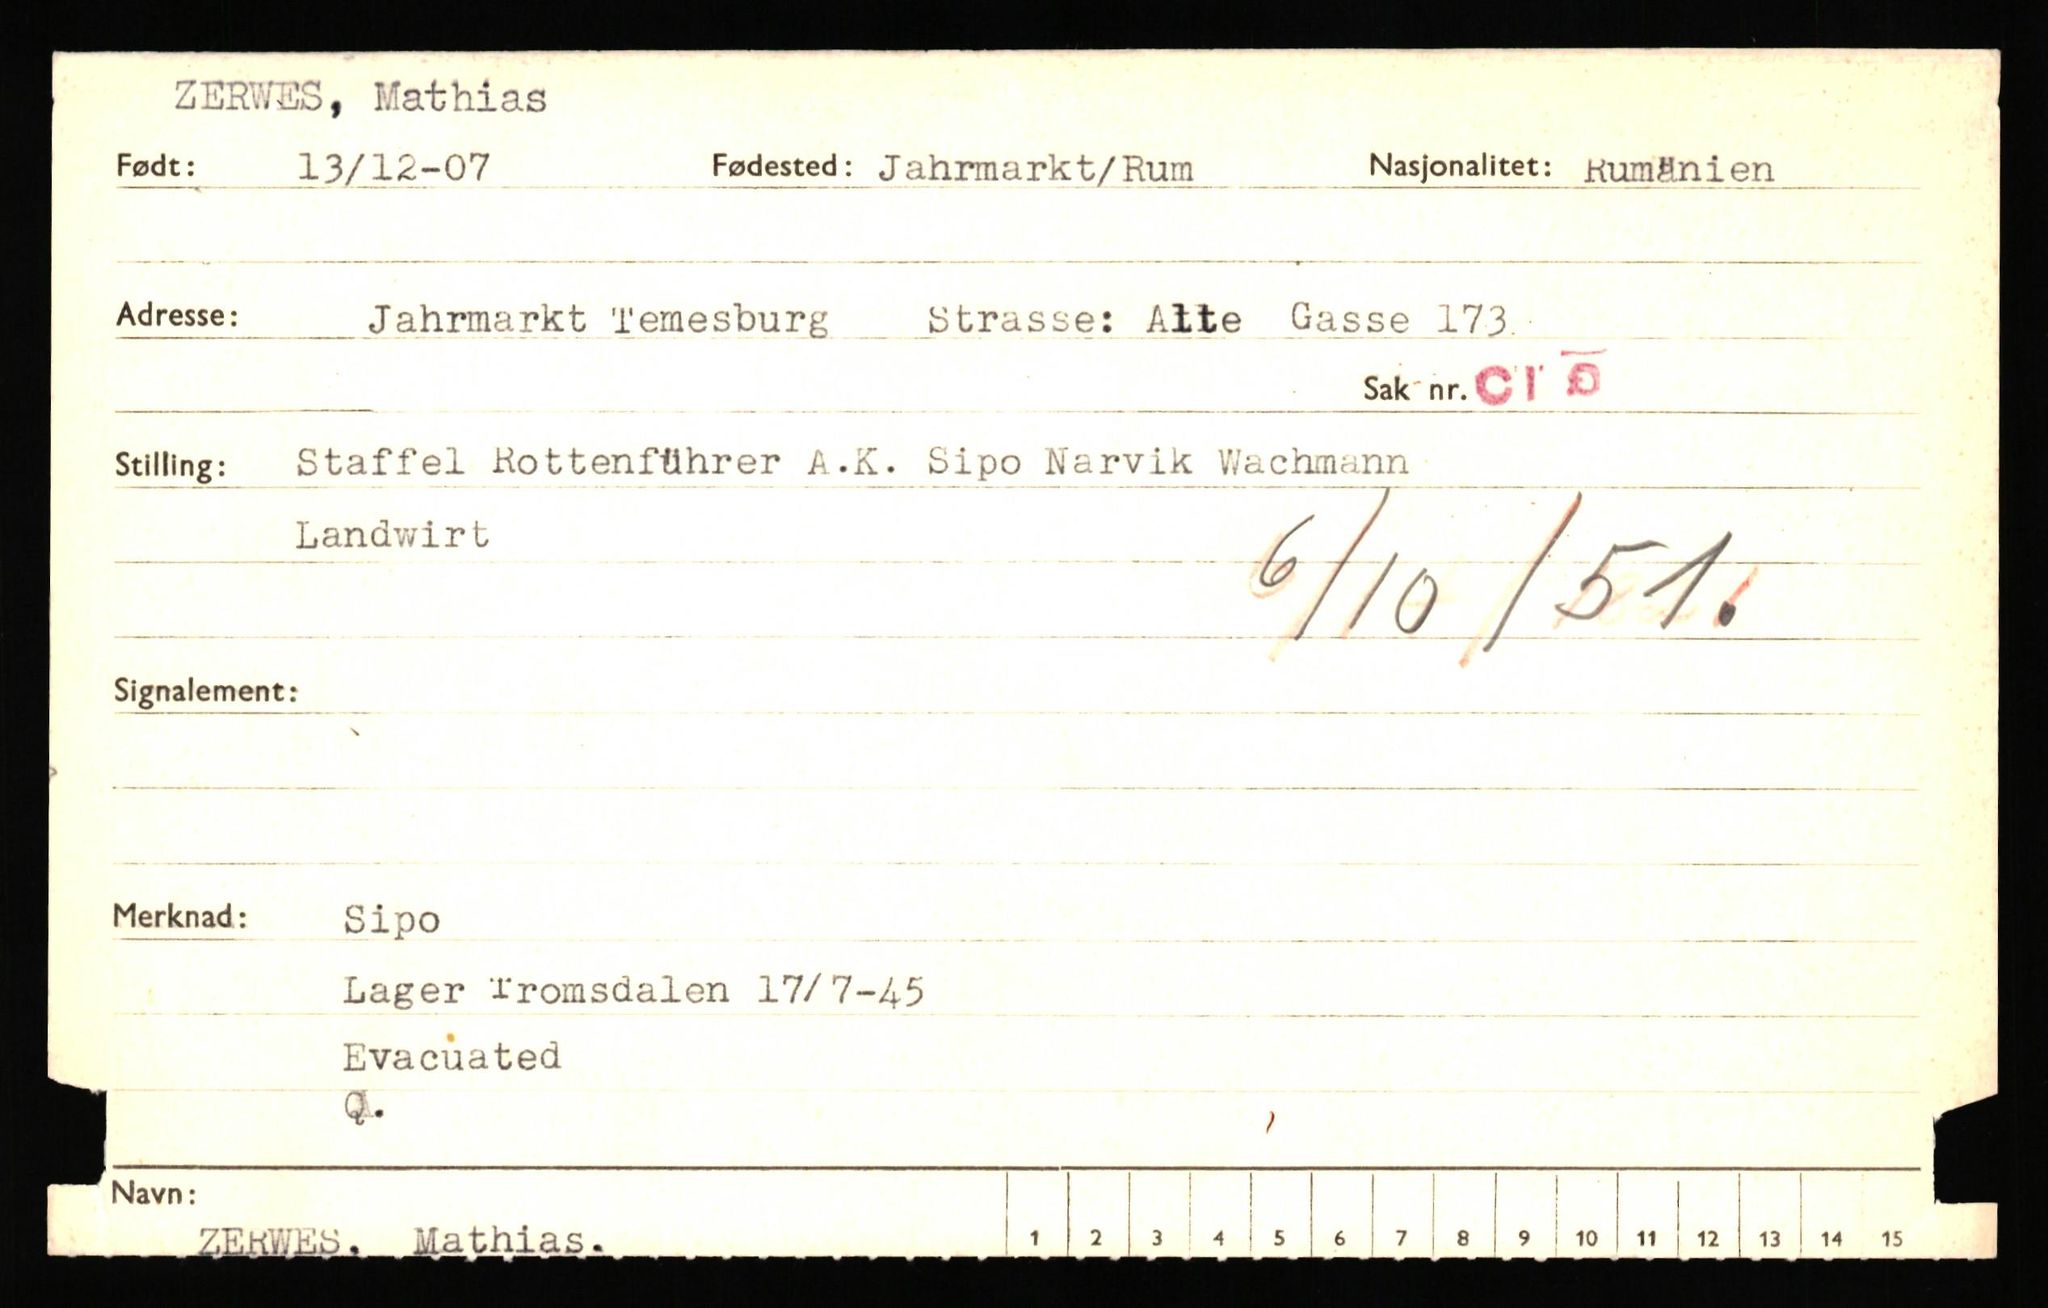 ZERWES, Mathias
Født: 13/12-07 Fødested: Jahrmarkt/Rum Nasjonalitet: Rumänien
Adresse: Jahrmarkt Temesburg Strasse: Alte Gasse 173
Sak nr. CI
Stilling: Staffel Rottenführer A.K. Sipo Narvik Wachmann
Landwirt
6/10/51.
Signalement:
Merknad: Sipo
Lager Tromsdalen 17/7-45
Evacuated
Navn:
ZERWES. Mathias.
1 2 3 4 5 6 7 8 9 10 11 12 13 14 15